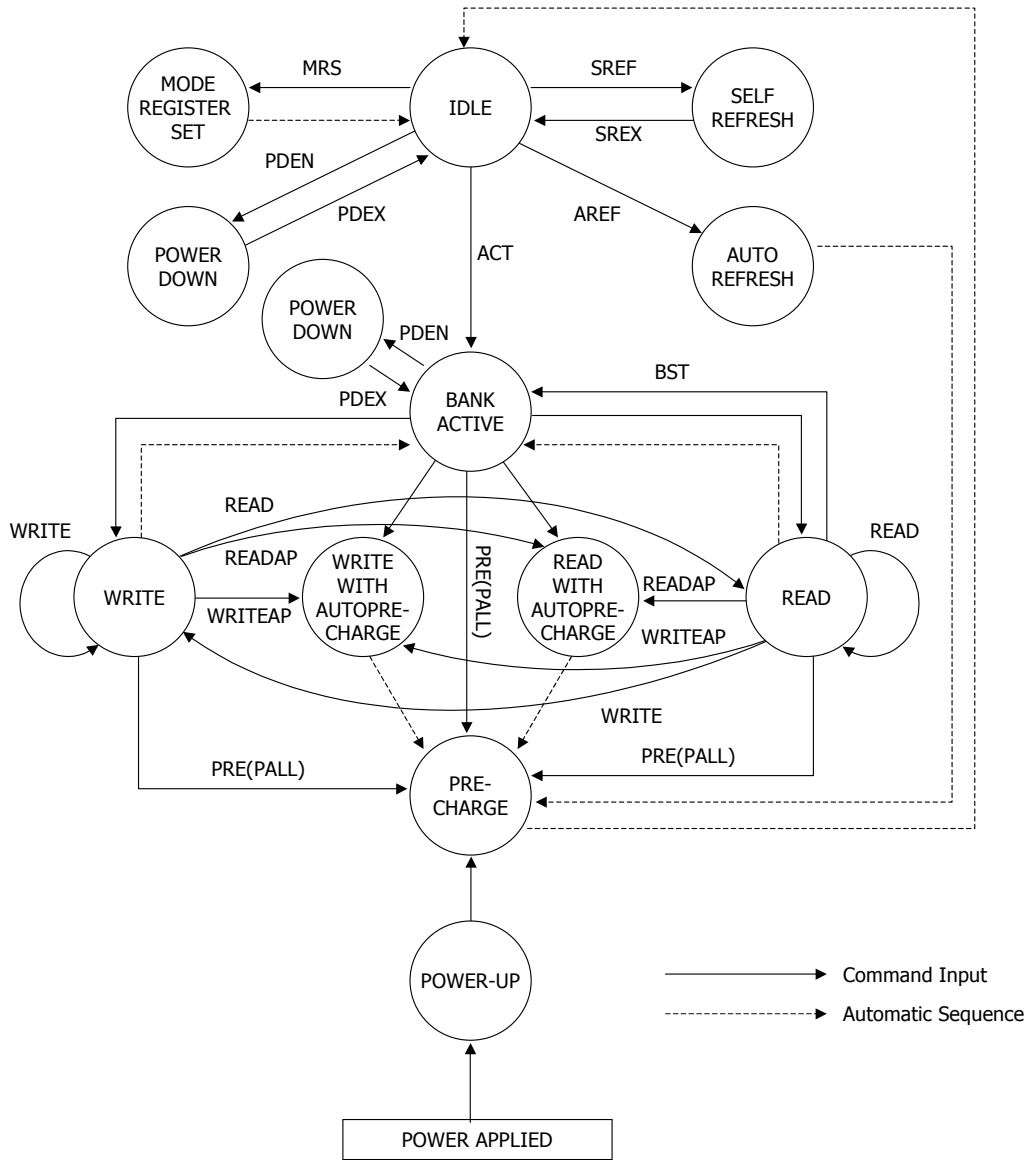 MRS
SREF
MODE
REGISTER
SET
IDLE
SELF
REFRESH
SREX
PDEN
PDEX
AREF
POWER
DOWN
ACT
AUTO
REFRESH
POWER
DOWN
PDEN
PDEX
BANK
ACTIVE
BST
READ
WRITE
READ
READAP
WRITE
WITH
AUTOPRE-
CHARGE
PRE(PALL)
READ
WITH
AUTOPRE-
CHARGE
READAP
WRITE
READ
WRITEAP
WRITEAP
WRITE
PRE(PALL)
PRE(PALL)
PRE-
CHARGE
POWER-UP
Command Input
Automatic Sequence
POWER APPLIED